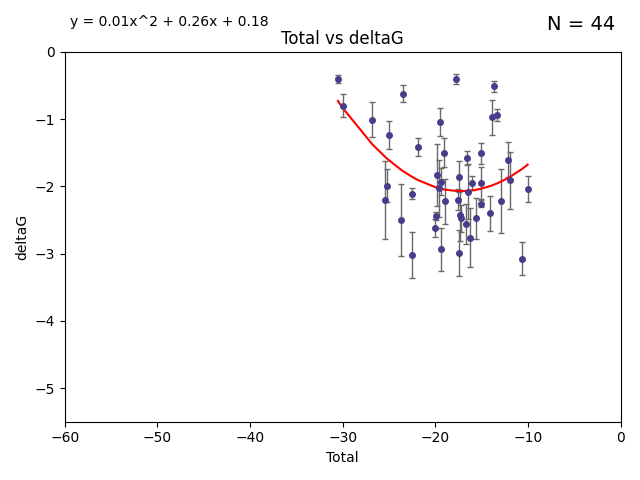 y = 0.01x^2 + 0.26x + 0.18
N = 44
Total vs deltaG
0
−1
−2
−3
−4
−5
deltaG
−60
−50
−40
−30
−20
−10
0
Total